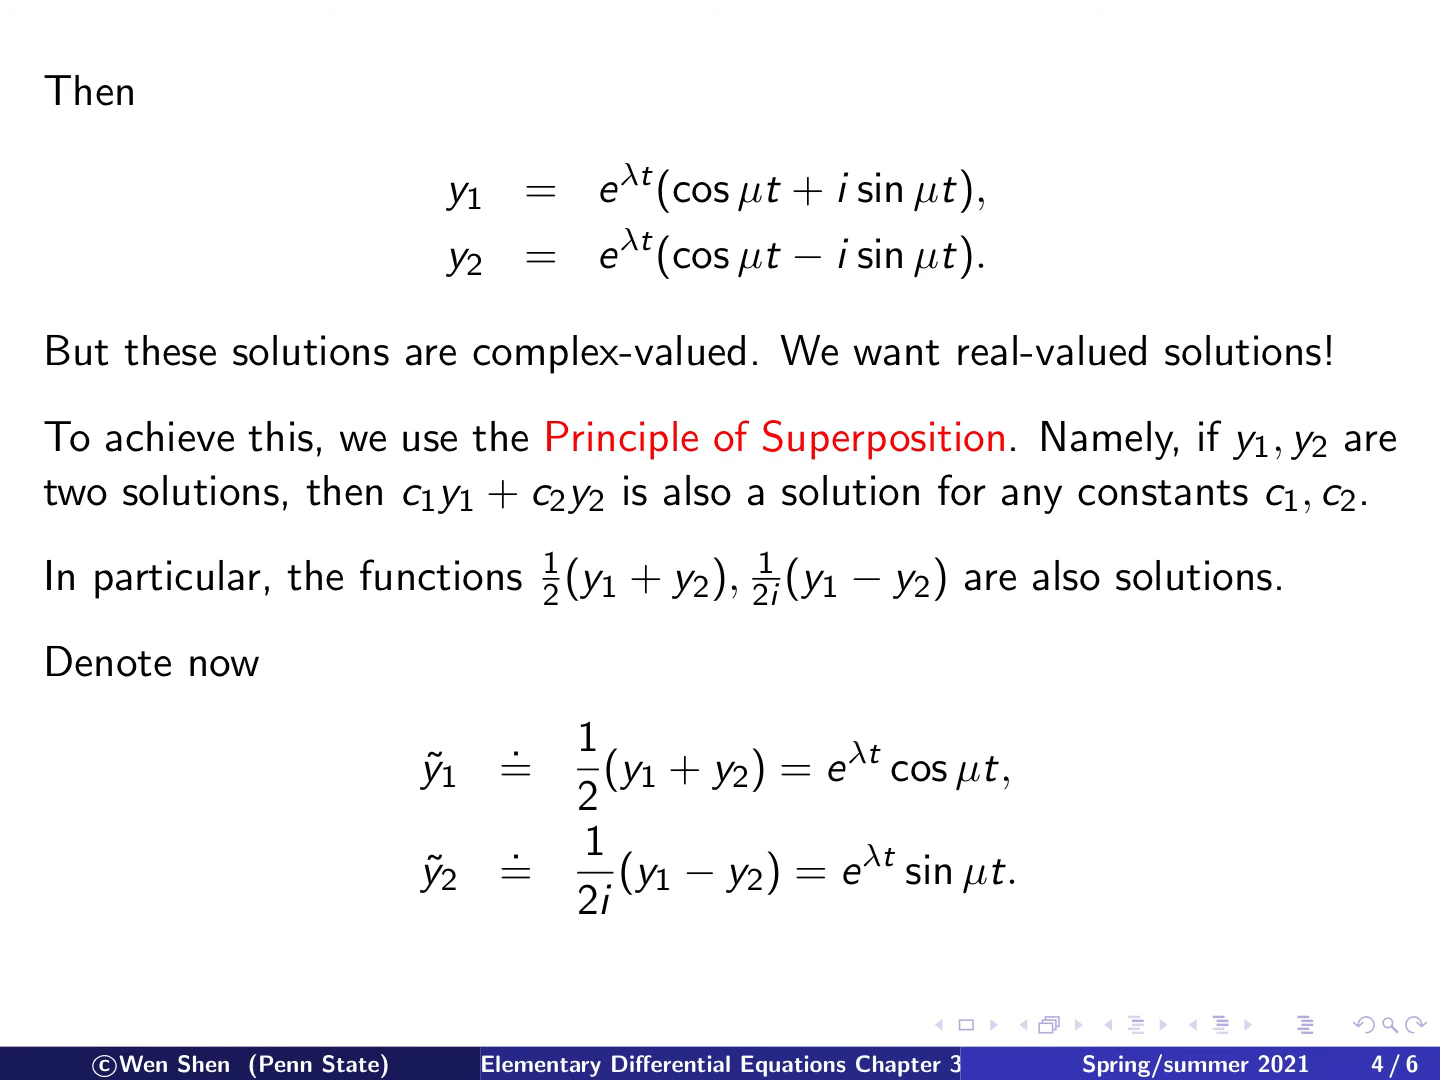 Then
y₁ = e^{λt}(cos μt + i sin μt),
y₂ = e^{λt}(cos μt − i sin μt).
But these solutions are complex-valued. We want real-valued solutions!
To achieve this, we use the Principle of Superposition. Namely, if y₁, y₂ are
two solutions, then c₁y₁ + c₂y₂ is also a solution for any constants c₁, c₂.
In particular, the functions \frac{1}{2}(y₁ + y₂), \frac{1}{2i}(y₁ − y₂) are also solutions.
Denote now
ỹ₁ ≐ \frac{1}{2}(y₁ + y₂) = e^{λt} cos μt,
ỹ₂ ≐ \frac{1}{2i}(y₁ − y₂) = e^{λt} sin μt.
©Wen Shen (Penn State) Elementary Differential Equations Chapter 3 Spring/summer 2021 4 / 6